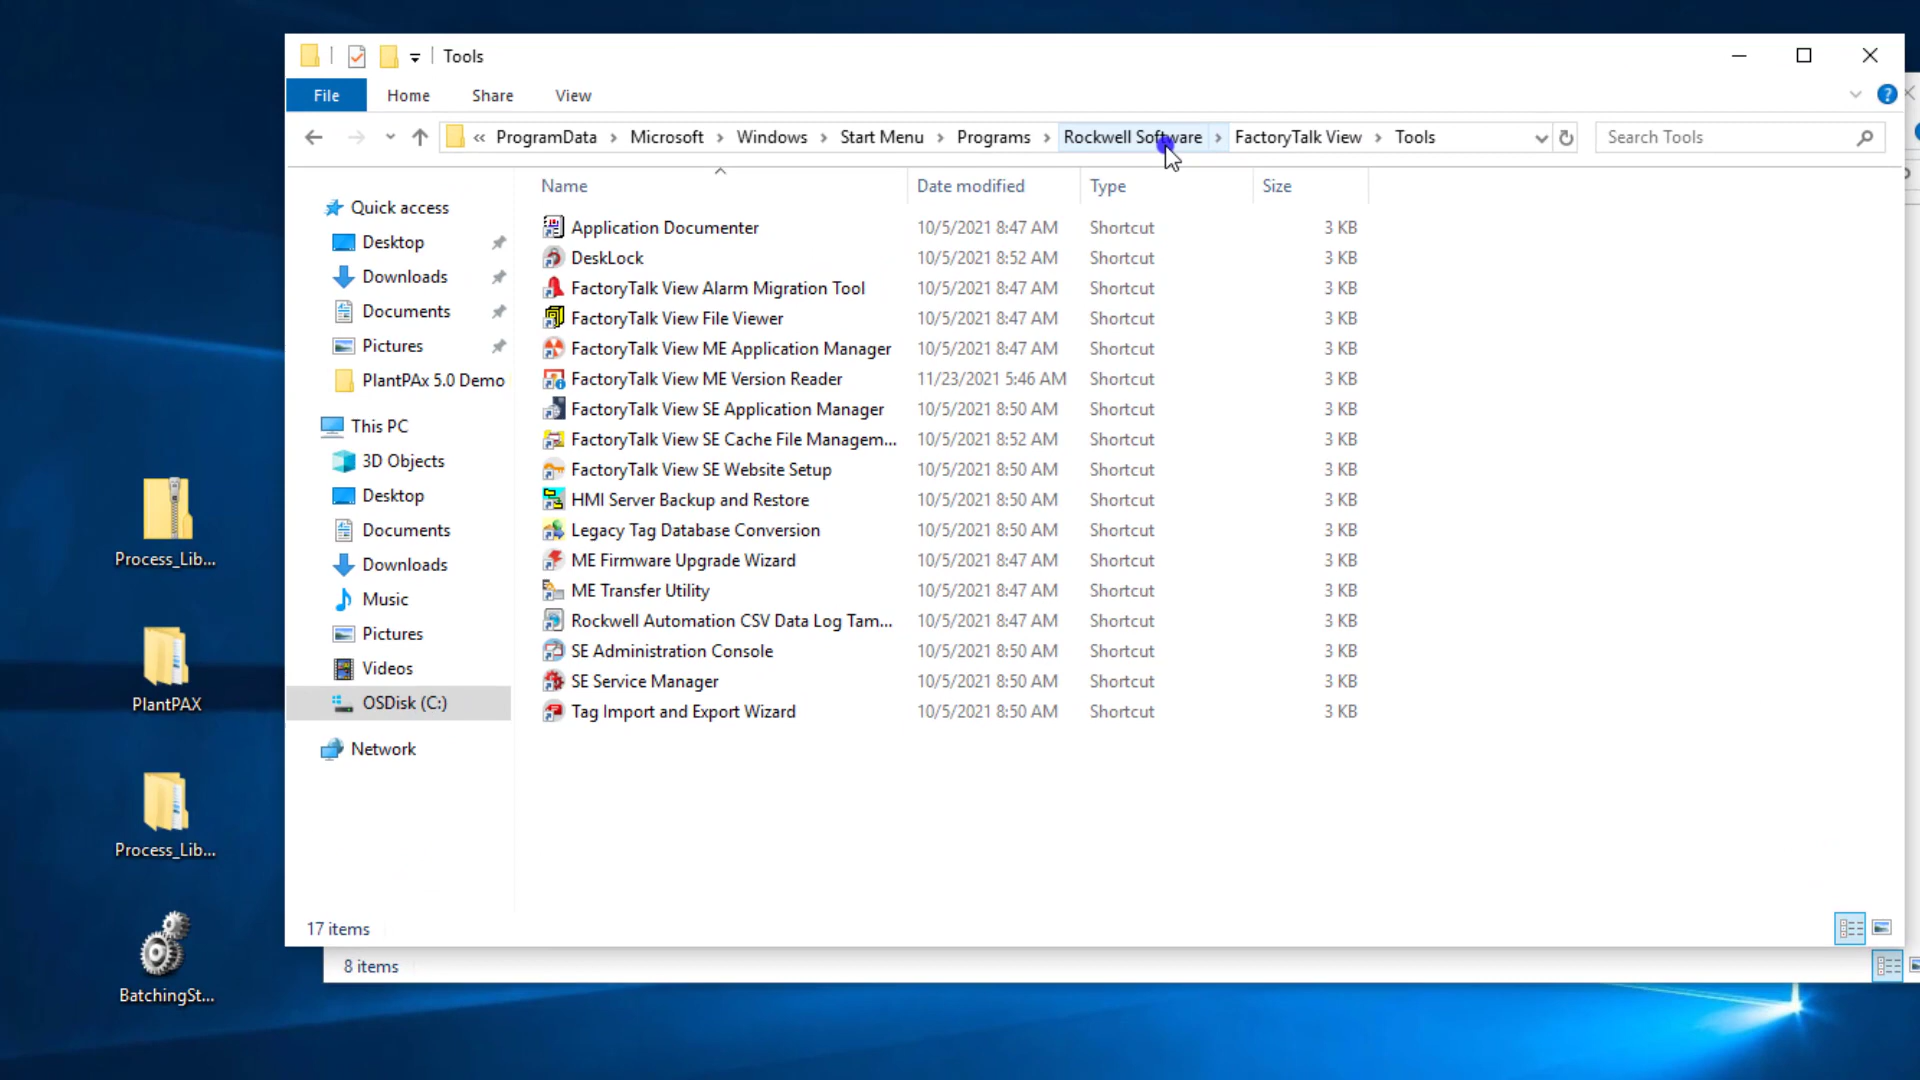 Tools
File Home Share View
« ProgramData > Microsoft > Windows > Start Menu > Programs > Rockwell Software > FactoryTalk View > Tools
Search Tools
Name Date modified Type Size
Quick access
Desktop
Downloads
Documents
Pictures
PlantPAx 5.0 Demo
This PC
3D Objects
Desktop
Documents
Downloads
Music
Pictures
Videos
OSDisk (C:)
Network
Application Documenter 10/5/2021 8:47 AM Shortcut 3 KB
DeskLock 10/5/2021 8:52 AM Shortcut 3 KB
FactoryTalk View Alarm Migration Tool 10/5/2021 8:47 AM Shortcut 3 KB
FactoryTalk View File Viewer 10/5/2021 8:47 AM Shortcut 3 KB
FactoryTalk View ME Application Manager 10/5/2021 8:47 AM Shortcut 3 KB
FactoryTalk View ME Version Reader 11/23/2021 5:46 AM Shortcut 3 KB
FactoryTalk View SE Application Manager 10/5/2021 8:50 AM Shortcut 3 KB
FactoryTalk View SE Cache File Managem... 10/5/2021 8:52 AM Shortcut 3 KB
FactoryTalk View SE Website Setup 10/5/2021 8:50 AM Shortcut 3 KB
HMI Server Backup and Restore 10/5/2021 8:50 AM Shortcut 3 KB
Legacy Tag Database Conversion 10/5/2021 8:50 AM Shortcut 3 KB
ME Firmware Upgrade Wizard 10/5/2021 8:47 AM Shortcut 3 KB
ME Transfer Utility 10/5/2021 8:47 AM Shortcut 3 KB
Rockwell Automation CSV Data Log Tam... 10/5/2021 8:47 AM Shortcut 3 KB
SE Administration Console 10/5/2021 8:50 AM Shortcut 3 KB
SE Service Manager 10/5/2021 8:50 AM Shortcut 3 KB
Tag Import and Export Wizard 10/5/2021 8:50 AM Shortcut 3 KB
17 items
8 items
Process_Lib...
PlantPAX
Process_Lib...
BatchingSt...